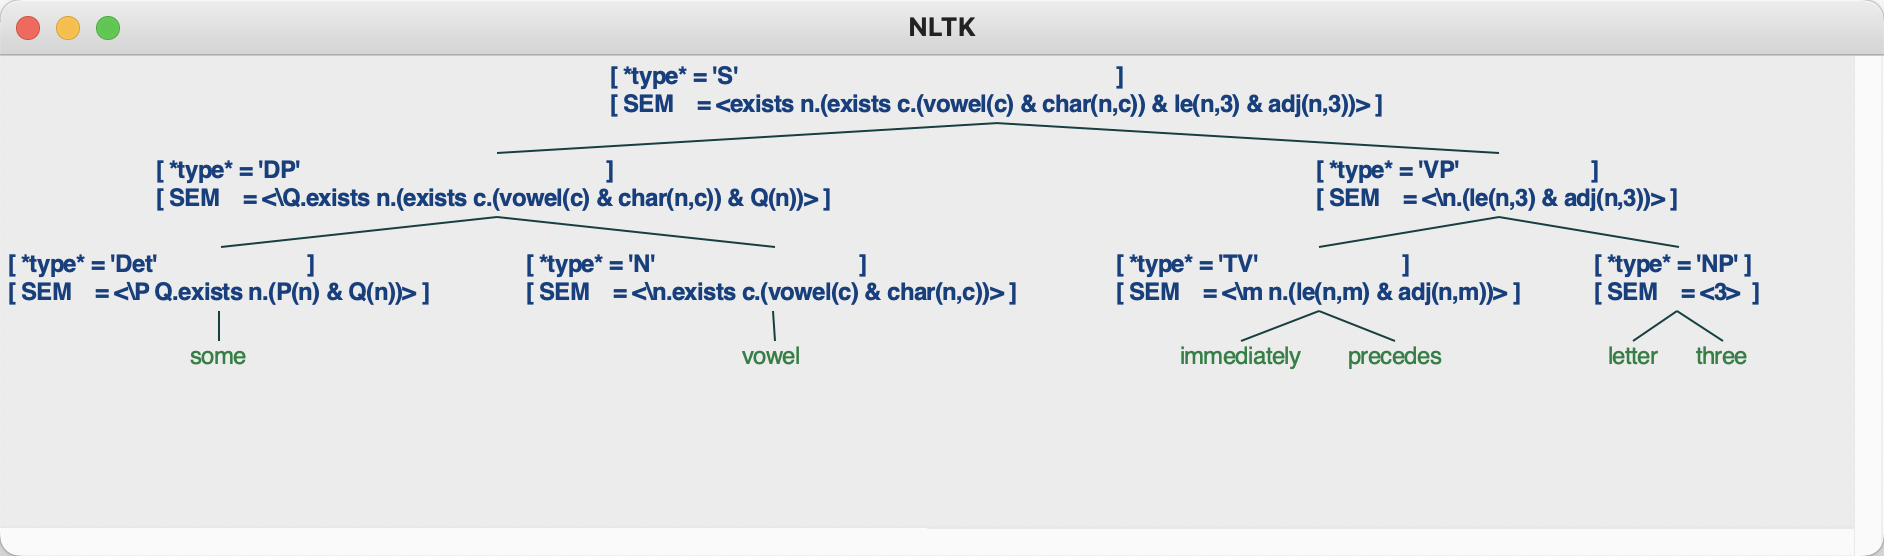 NLTK
[ *type* = 'S' ]
[ SEM = <exists n.(exists c.(vowel(c) & char(n,c)) & le(n,3) & adj(n,3))> ]
[ *type* = 'DP' ]
[ SEM = <\Q.exists n.(exists c.(vowel(c) & char(n,c)) & Q(n))> ]
[ *type* = 'VP' ]
[ SEM = <\n.(le(n,3) & adj(n,3))> ]
[ *type* = 'Det' ]
[ SEM = <\P Q.exists n.(P(n) & Q(n))> ]
[ *type* = 'N' ]
[ SEM = <\n.exists c.(vowel(c) & char(n,c))> ]
[ *type* = 'TV' ]
[ SEM = <\m n.(le(n,m) & adj(n,m))> ]
[ *type* = 'NP' ]
[ SEM = <3> ]
some
vowel
immediately precedes
letter three